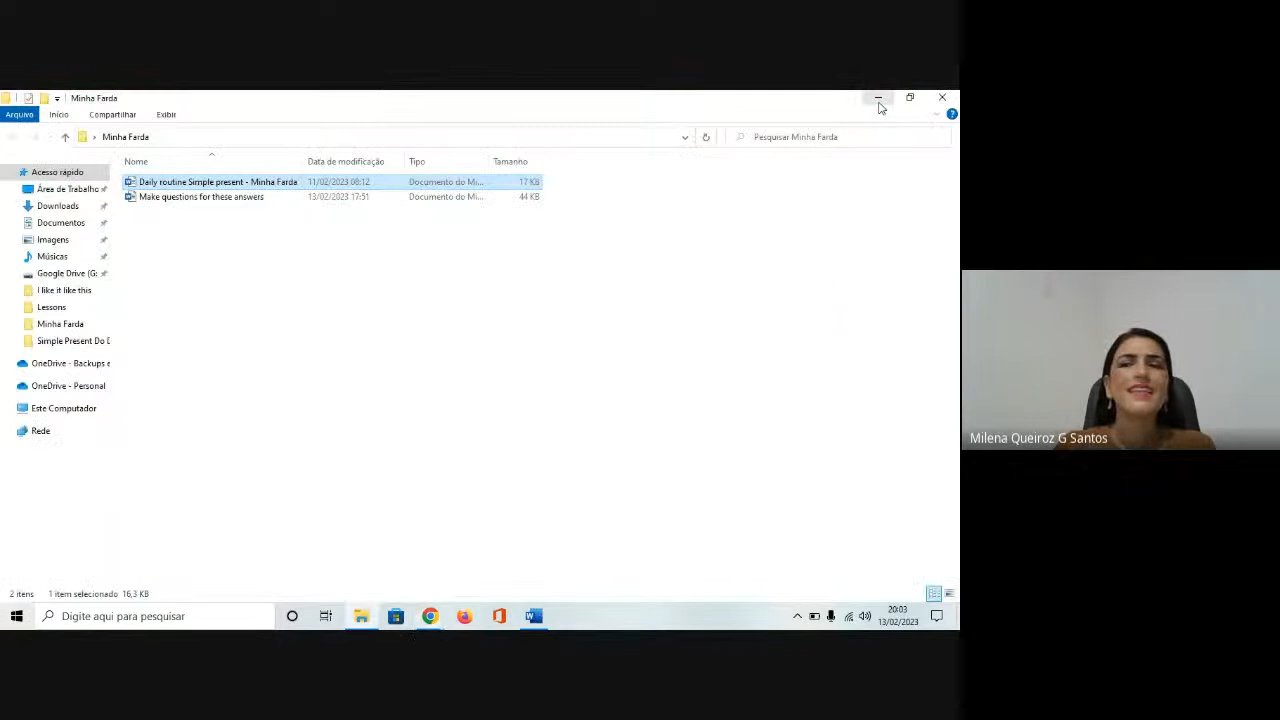 Minha Farda
Arquivo Início Compartilhar Exibir
Minha Farda
Pesquisar Minha Farda
Nome Data de modificação Tipo Tamanho
Acesso rápido
Daily routine Simple present - Minha Farda 11/02/2023 08:12 Documento do Mi... 17 KB
Área de Trabalho
Make questions for these answers 13/02/2023 17:51 Documento do Mi... 44 KB
Downloads
Documentos
Imagens
Músicas
Google Drive (G:
I like it like this
Lessons
Minha Farda
Simple Present Do D
OneDrive - Backups e
OneDrive - Personal
Este Computador
Rede
Milena Queiroz G Santos
2 itens 1 item selecionado 16,3 KB
Digite aqui para pesquisar
20:03
13/02/2023